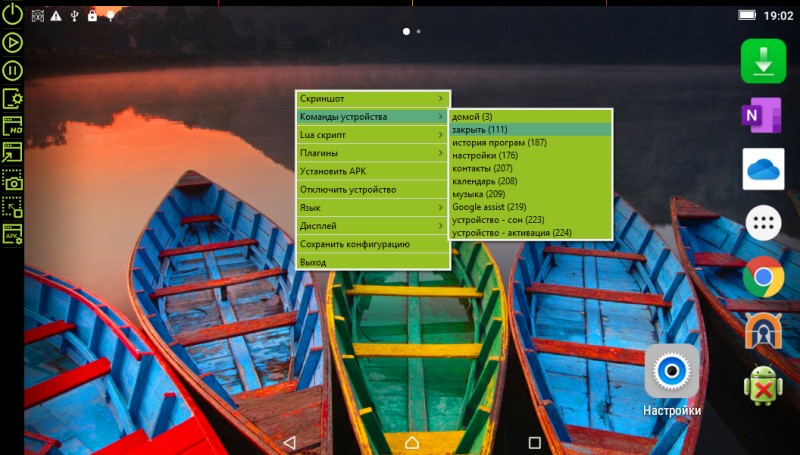 19:02
HD
APK
N
Скриншот
Команды устройства
Lua скрипт
Плагины
Установить APK
Отключить устройство
Язык
Дисплей
Сохранить конфигурацию
Выход
домой (3)
закрыть (111)
история програм (187)
настройки (176)
контакты (207)
календарь (208)
музыка (209)
Google assist (219)
устройство - сон (223)
устройство - активация (224)
Настройки